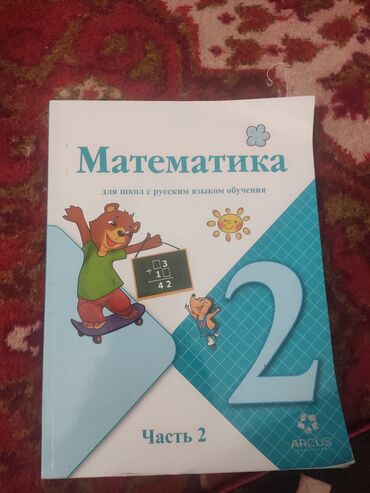 Математика
для школ с русским языком обучения
□3
+
1□
42
2
Часть 2
ARCUS